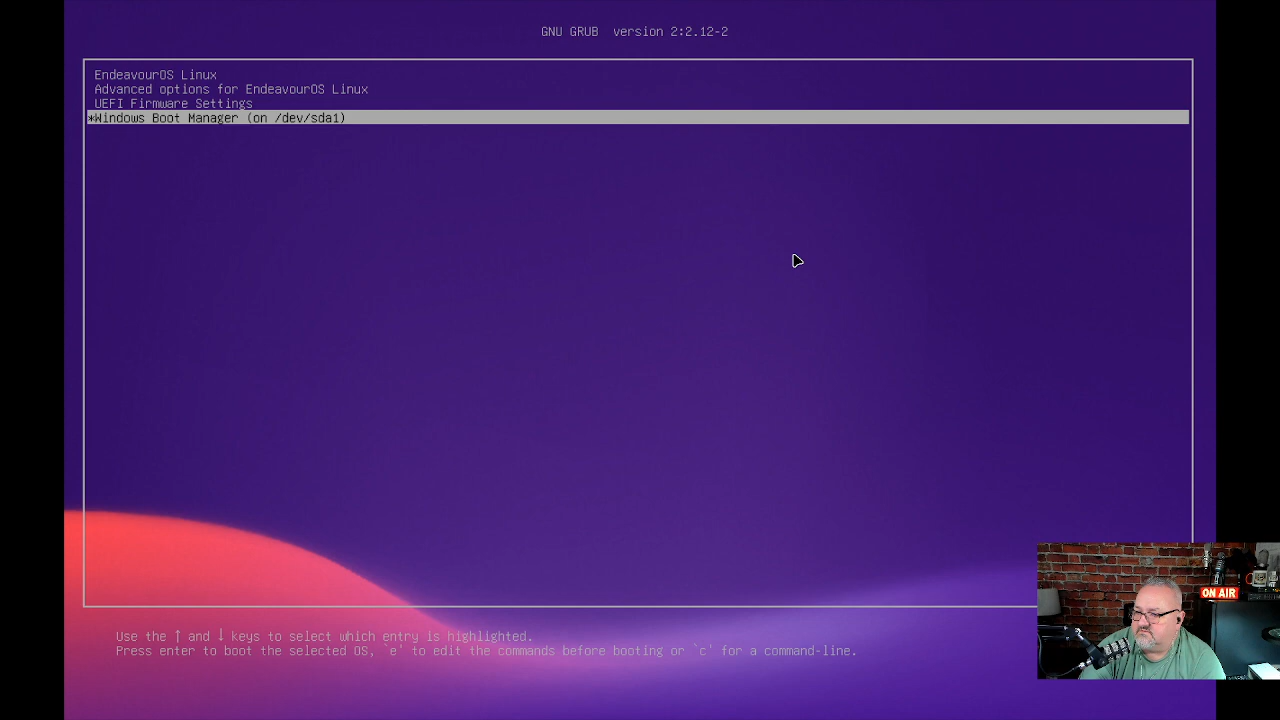 GNU GRUB  version 2:2.12-2
EndeavourOS Linux
Advanced options for EndeavourOS Linux
UEFI Firmware Settings
*Windows Boot Manager (on /dev/sda1)
Use the ↑ and ↓ keys to select which entry is highlighted.
Press enter to boot the selected OS, `e' to edit the commands before booting or `c' for a command-line.
ON AIR